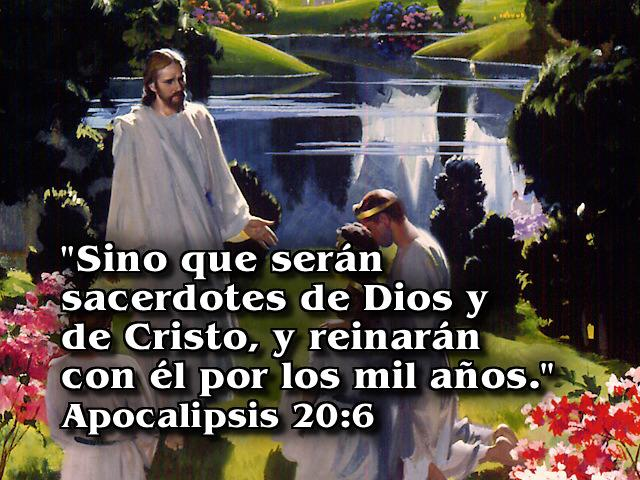 "Sino que serán
sacerdotes de Dios y
de Cristo, y reinarán
con él por los mil años."
Apocalipsis 20:6